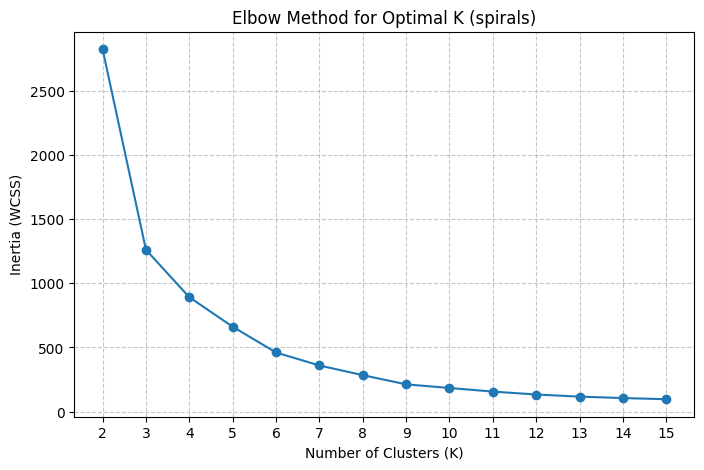 Elbow Method for Optimal K (spirals)
Inertia (WCSS)
2500
2000
1500
1000
500
0
2 3 4 5 6 7 8 9 10 11 12 13 14 15
Number of Clusters (K)